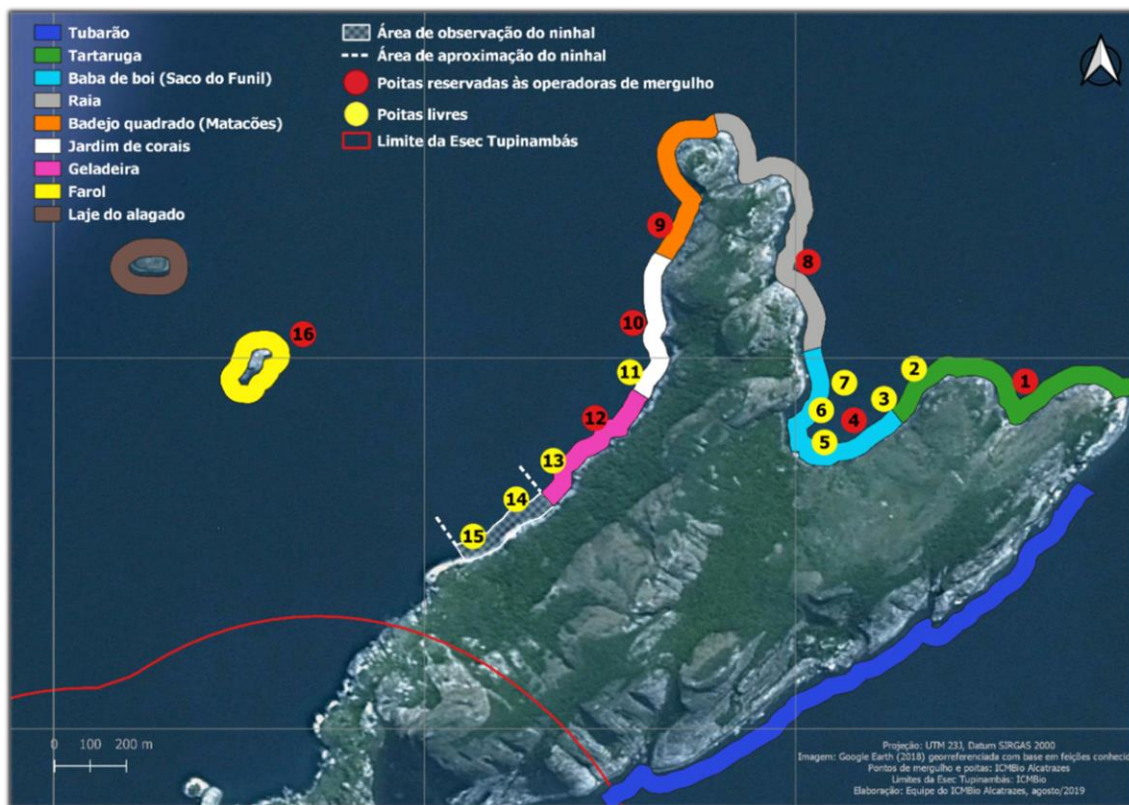 Tubarão
Tartaruga
Baba de boi (Saco do Funil)
Raia
Badejo quadrado (Matacões)
Jardim de corais
Geladeira
Farol
Laje do alagado
Área de observação do ninhal
Área de aproximação do ninhal
Poitas reservadas às operadoras de mergulho
Poitas livres
Limite da Esec Tupinambás
9
8
16
10
11
2
1
7
3
6
4
12
5
13
14
15
0 100 200 m
Projeção: UTM 23J, Datum SIRGAS 2000
Imagem: Google Earth (2018) georreferenciada com base em feições conhecid
Pontos de mergulho e poitas: ICMBio Alcatrazes
Limites da Esec Tupinambás: ICMBio
Elaboração: Equipe do ICMBio Alcatrazes, agosto/2019